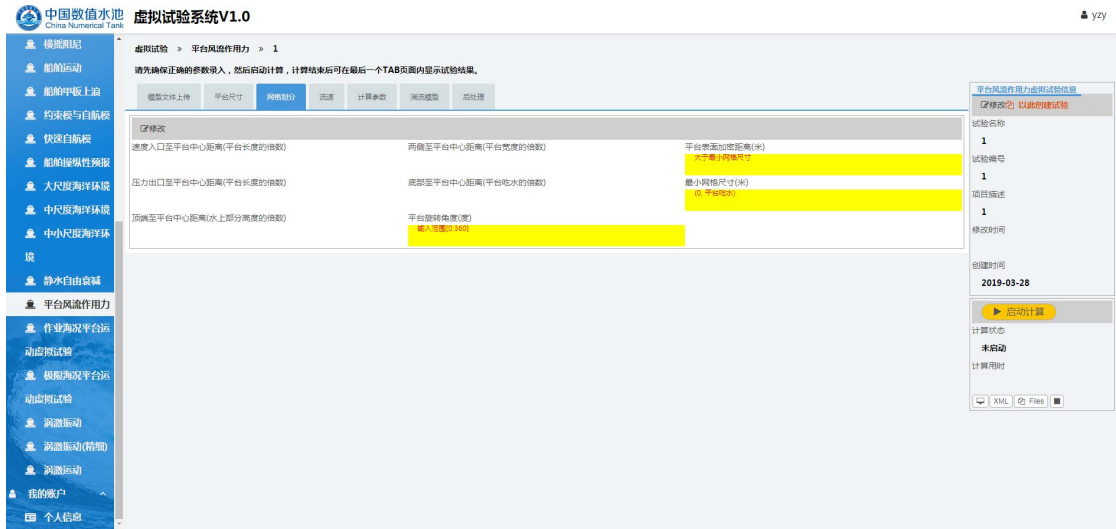 中国数值水池
China Numerical Tank
虚拟试验系统V1.0
yzy
横摇阻尼
船舶运动
船舶甲板上浪
约束模与自航模
快速自航模
船舶操纵性预报
大尺度海洋环境
中尺度海洋环境
中小尺度海洋环
境
静水自由衰减
平台风流作用力
作业海况平台运
动虚拟试验
极限海况平台运
动虚拟试验
涡激振动
涡激振动(精细)
涡激运动
我的账户
个人信息
虚拟试验 » 平台风流作用力 » 1
请先确保正确的参数录入，然后启动计算，计算结束后可在最后一个TAB页面内显示试验结果。
模型文件上传 平台尺寸 网格划分 流速 计算参数 湍流模型 后处理
修改
速度入口至平台中心距离(平台长度的倍数) 两侧至平台中心距离(平台宽度的倍数) 平台表面加密距离(米)
大于最小网格尺寸
压力出口至平台中心距离(平台长度的倍数) 底部至平台中心距离(平台吃水的倍数) 最小网格尺寸(米)
(0, 平台吃水)
顶端至平台中心距离(水上部分高度的倍数) 平台旋转角度(度)
输入范围[0,360]
平台风流作用力虚拟试验信息
修改 以此创建试验
试验名称
1
试验编号
1
项目描述
1
修改时间
创建时间
2019-03-28
启动计算
计算状态
未启动
计算用时
XML Files